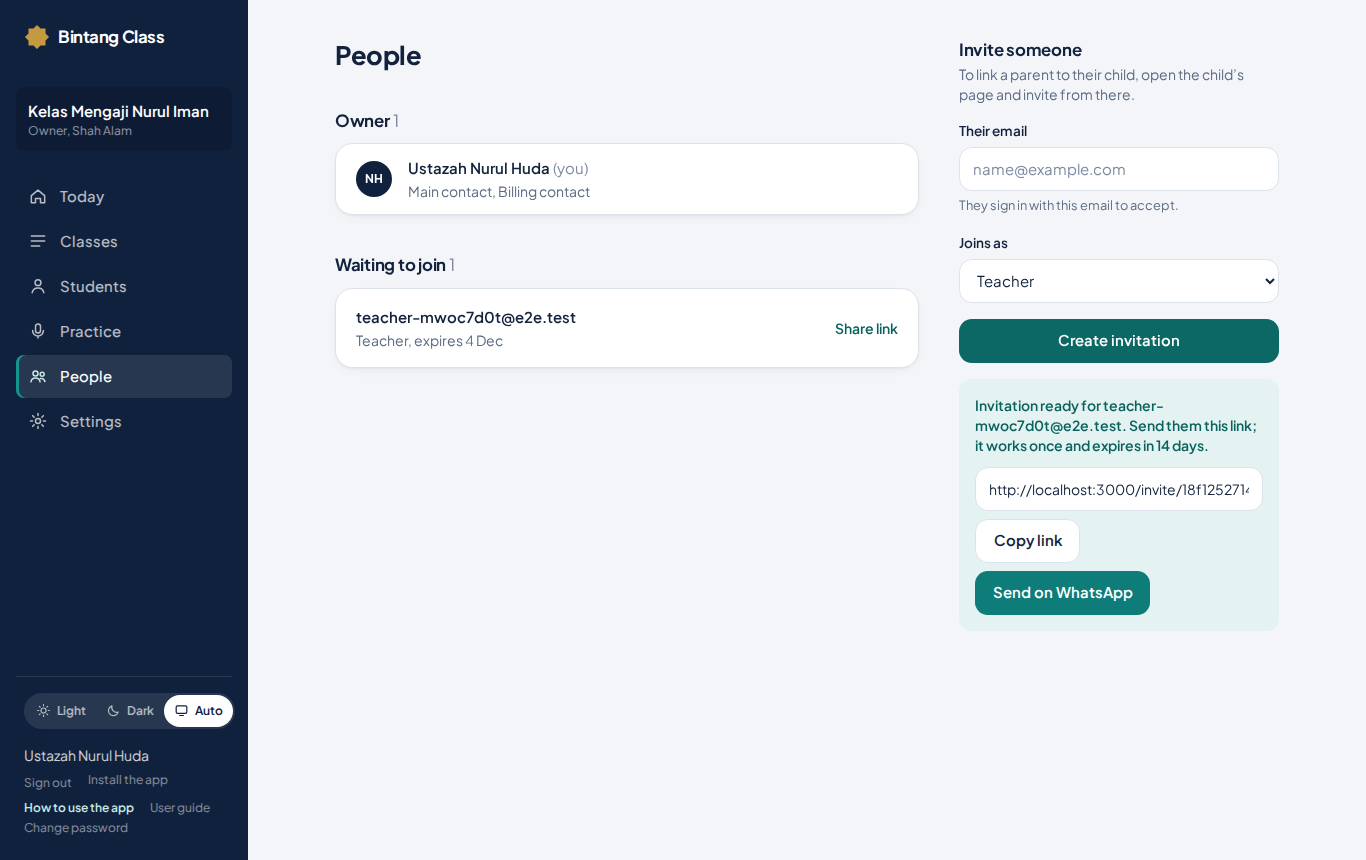 Bintang Class
Kelas Mengaji Nurul Iman
Owner, Shah Alam
Today
Classes
Students
Practice
People
Settings
Light
Dark
Auto
Ustazah Nurul Huda
Sign out
Install the app
How to use the app
User guide
Change password
People
Owner 1
NH
Ustazah Nurul Huda (you)
Main contact, Billing contact
Waiting to join 1
teacher-mwoc7d0t@e2e.test
Teacher, expires 4 Dec
Share link
Invite someone
To link a parent to their child, open the child's
page and invite from there.
Their email
name@example.com
They sign in with this email to accept.
Joins as
Teacher
Create invitation
Invitation ready for teacher-
mwoc7d0t@e2e.test. Send them this link;
it works once and expires in 14 days.
http://localhost:3000/invite/18f1252714
Copy link
Send on WhatsApp